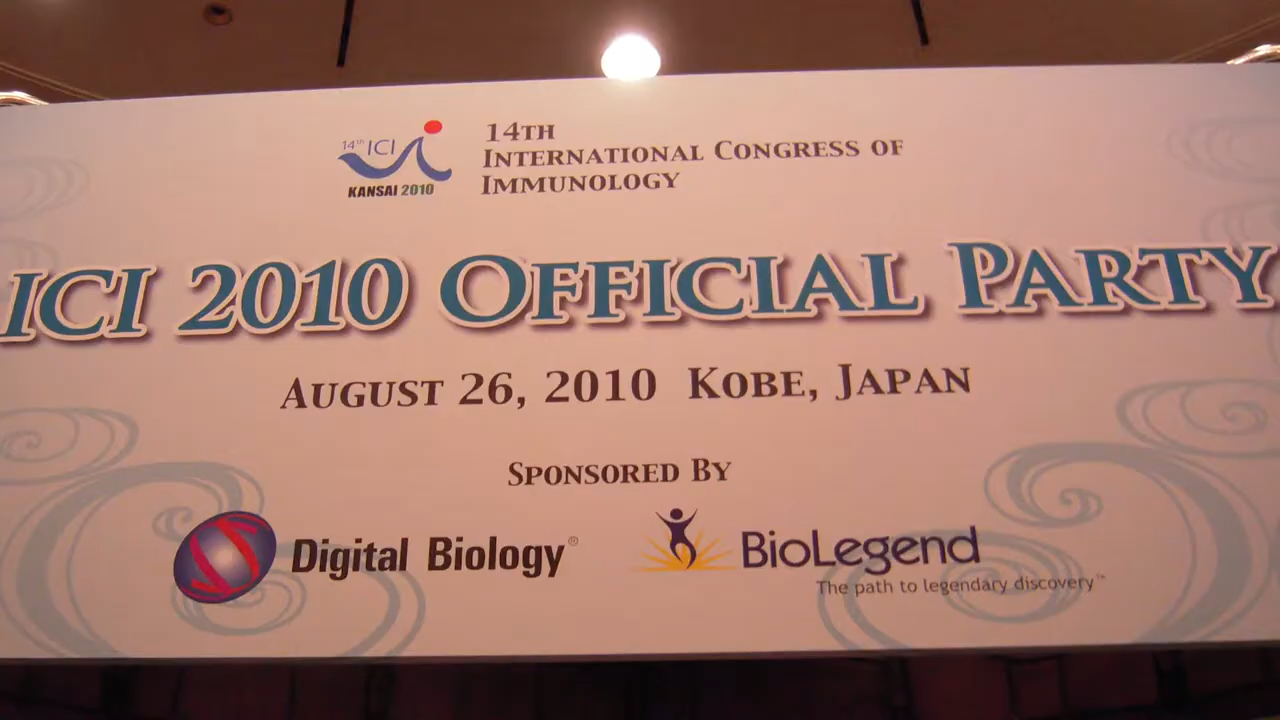 14th ICI
KANSAI 2010
14TH
INTERNATIONAL CONGRESS OF
IMMUNOLOGY
ICI 2010 OFFICIAL PARTY
AUGUST 26, 2010 KOBE, JAPAN
SPONSORED BY
Digital Biology®
BioLegend
The path to legendary discovery™